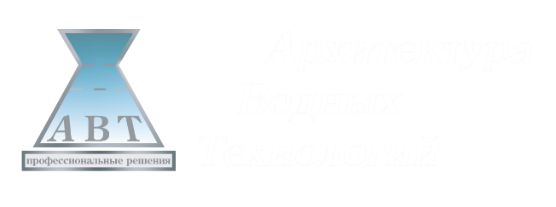 АВТ
профессиональные решения
Архитектура
Водных
Технологий